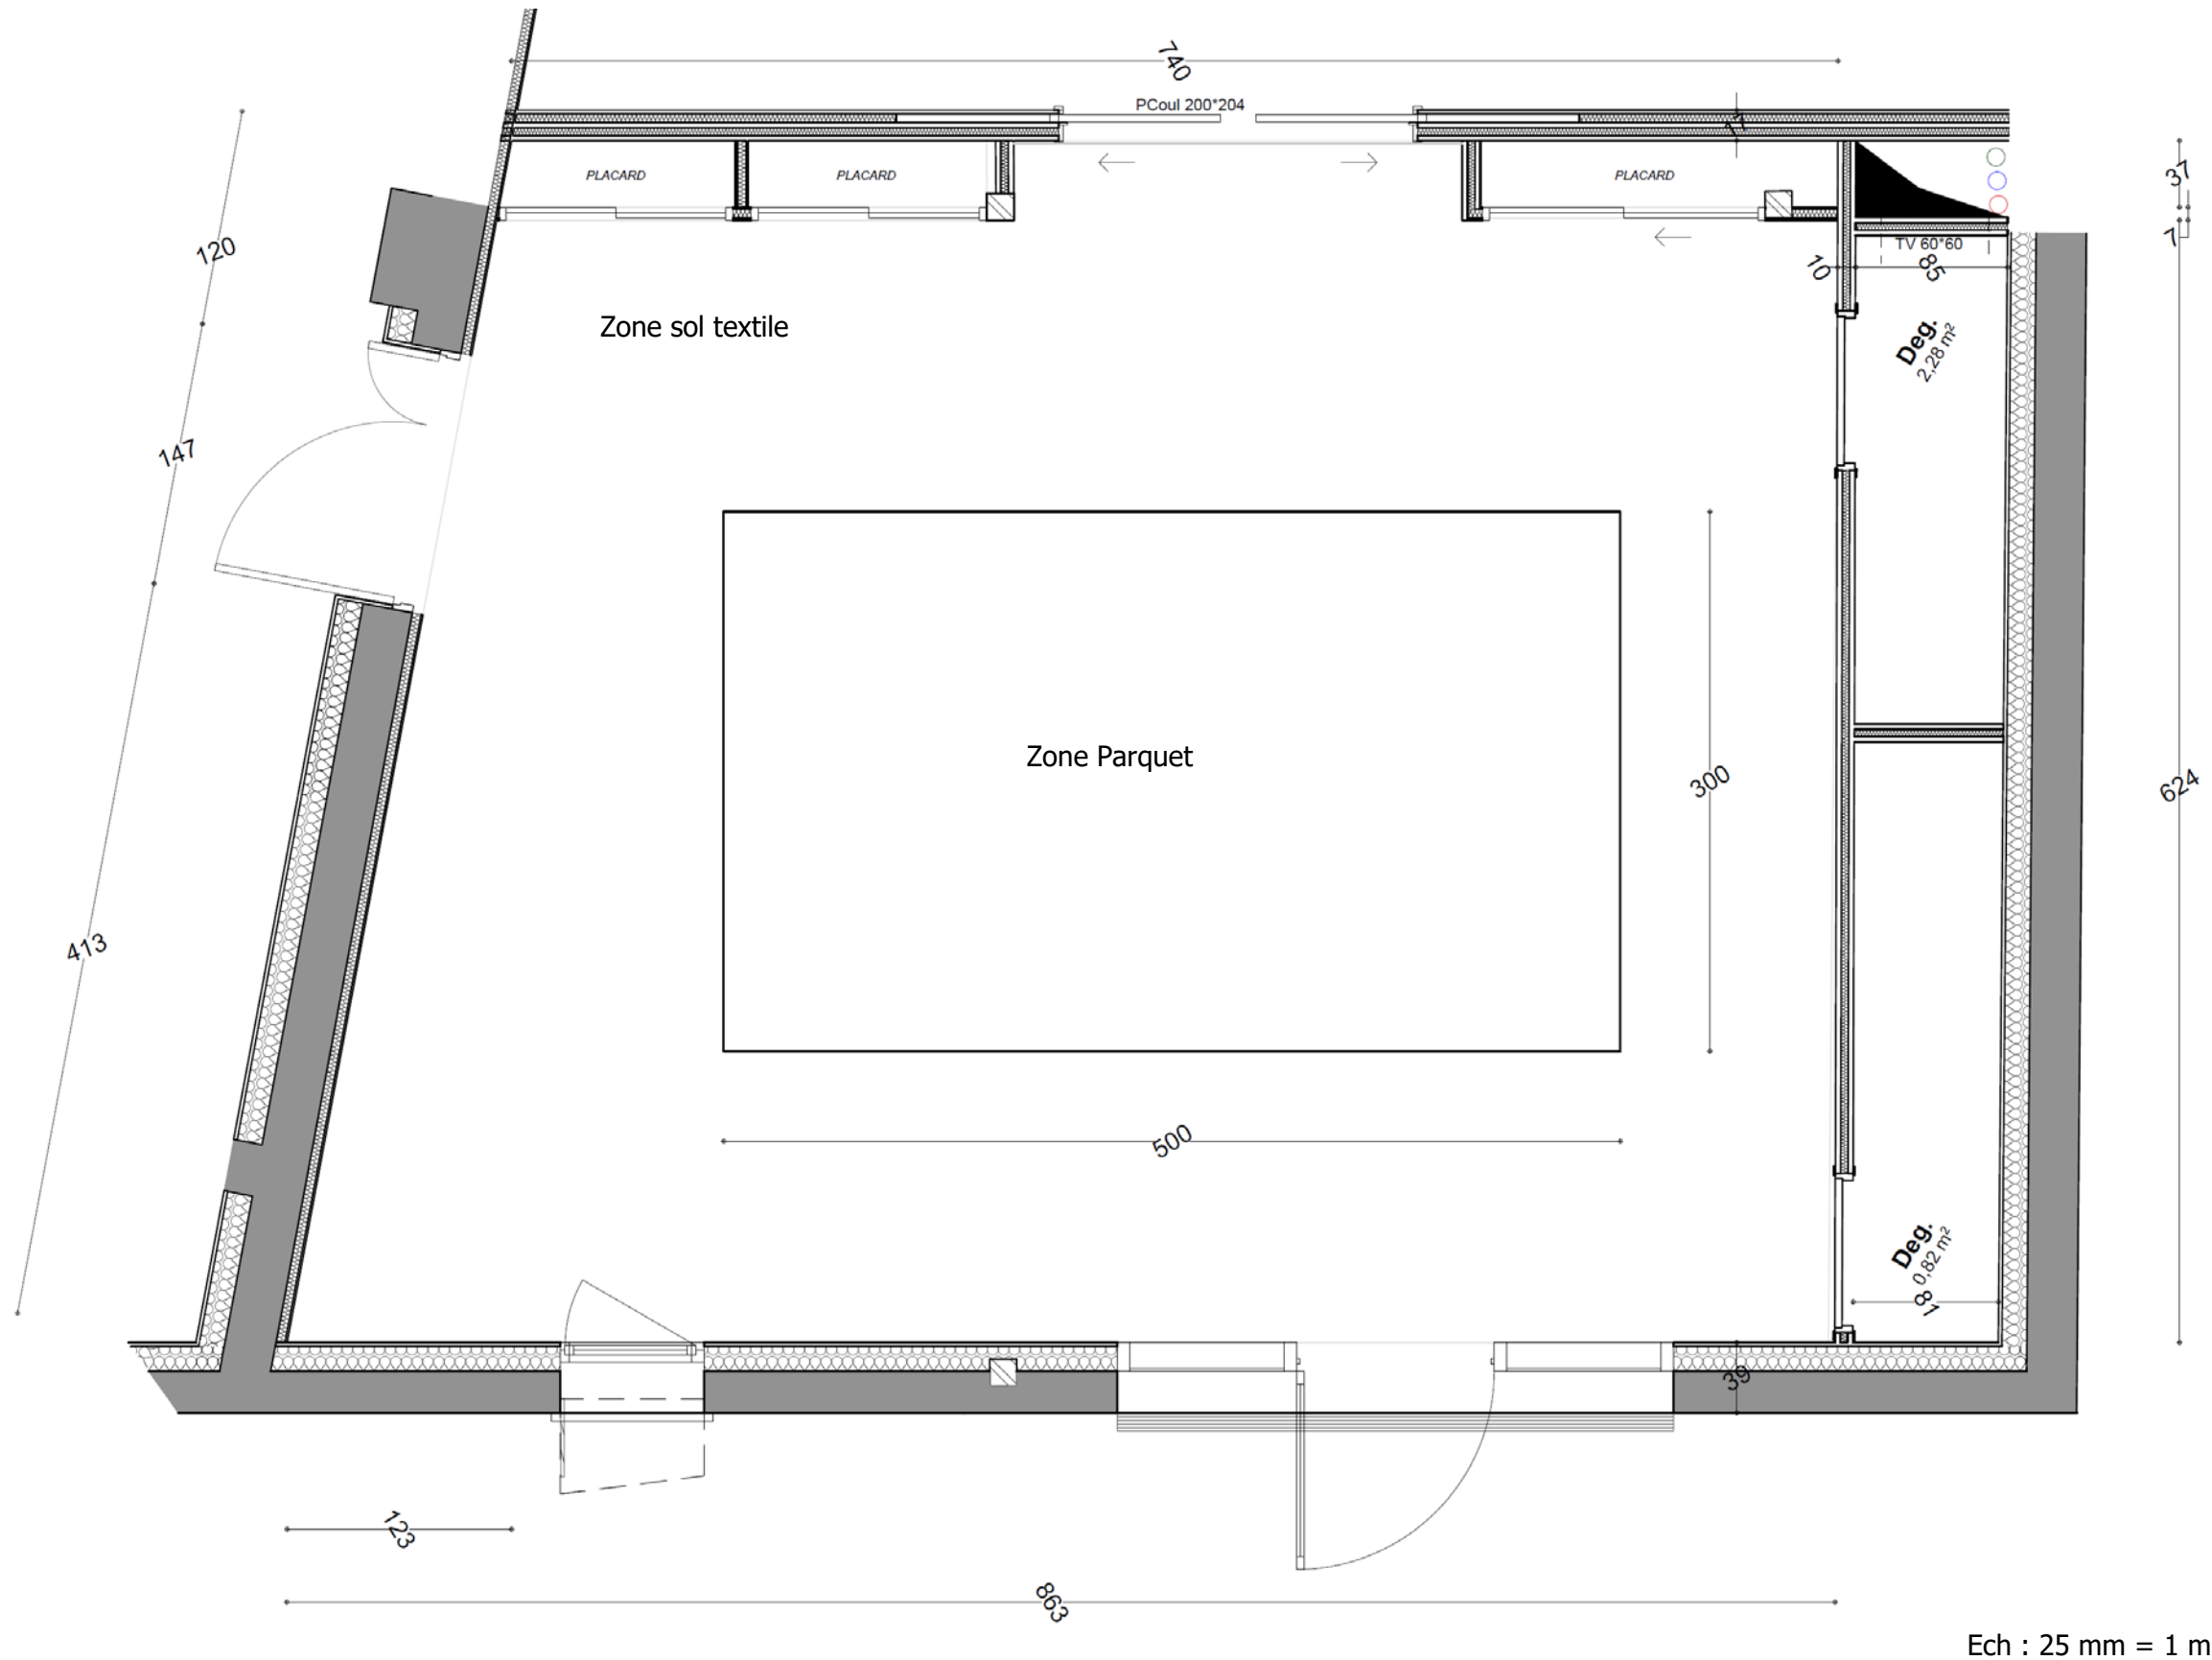 740
PCoul 200*204
17
PLACARD
PLACARD
PLACARD
37
7
TV 60*60
10
85
120
Zone sol textile
Deg.
2,28 m²
147
Zone Parquet
300
624
413
500
Deg.
0,82 m²
81
39
123
863
Ech : 25 mm = 1 m